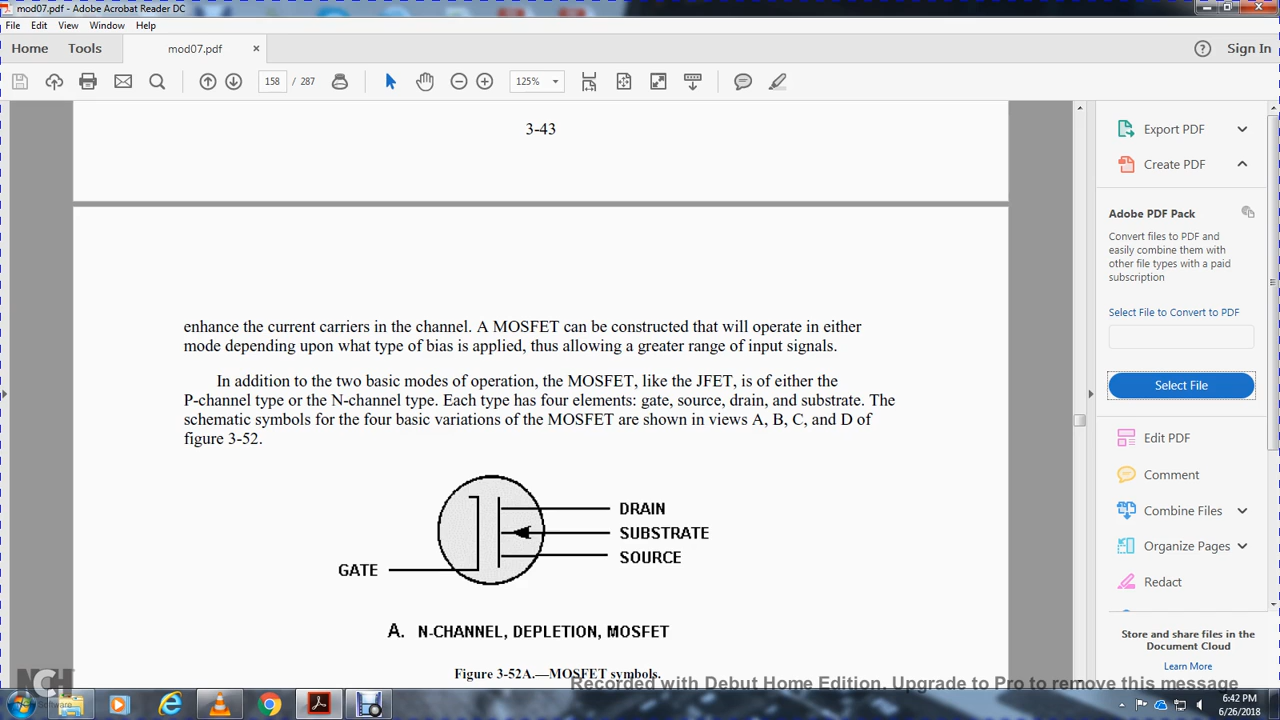 mod07.pdf - Adobe Acrobat Reader DC
File Edit View Window Help
Home Tools mod07.pdf × Sign In
158 / 287 125%
3-43
enhance the current carriers in the channel. A MOSFET can be constructed that will operate in either
mode depending upon what type of bias is applied, thus allowing a greater range of input signals.
In addition to the two basic modes of operation, the MOSFET, like the JFET, is of either the
P-channel type or the N-channel type. Each type has four elements: gate, source, drain, and substrate. The
schematic symbols for the four basic variations of the MOSFET are shown in views A, B, C, and D of
figure 3-52.
DRAIN
SUBSTRATE
SOURCE
GATE
A. N-CHANNEL, DEPLETION, MOSFET
Figure 3-52A.—MOSFET symbols.
Export PDF
Create PDF
Adobe PDF Pack
Convert files to PDF and
easily combine them with
other file types with a paid
subscription
Select File to Convert to PDF
Select File
Edit PDF
Comment
Combine Files
Organize Pages
Redact
Store and share files in the
Document Cloud
Learn More
NCH
Software
Recorded with Debut Home Edition. Upgrade to Pro to remove this message
6:42 PM
6/26/2018